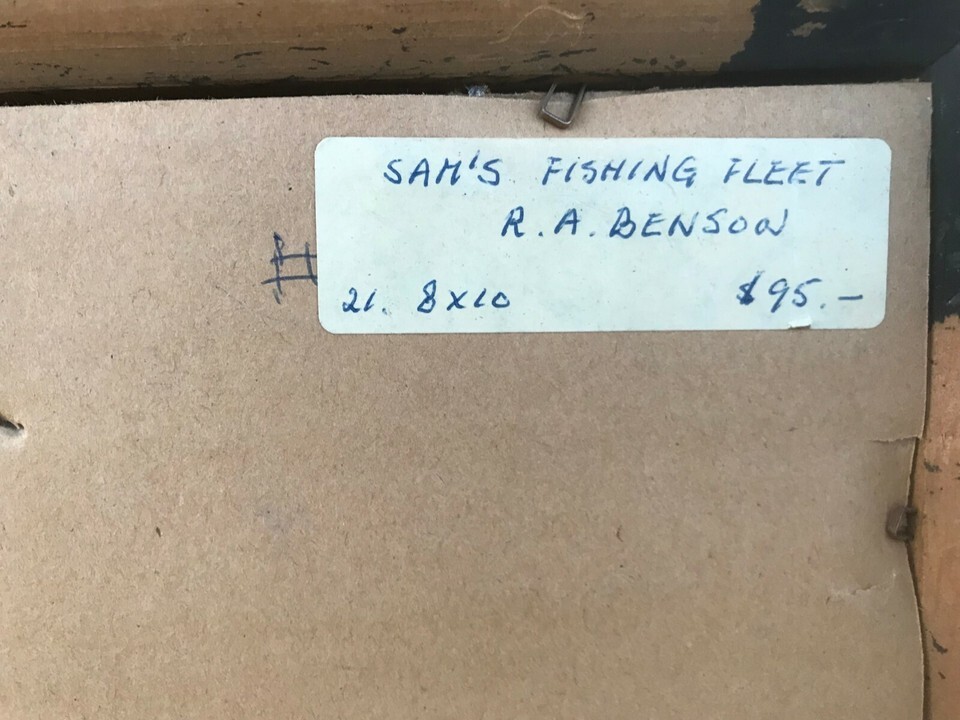 SAM'S FISHING FLEET
R.A. BENSON
# 21. 8x10 $95.—